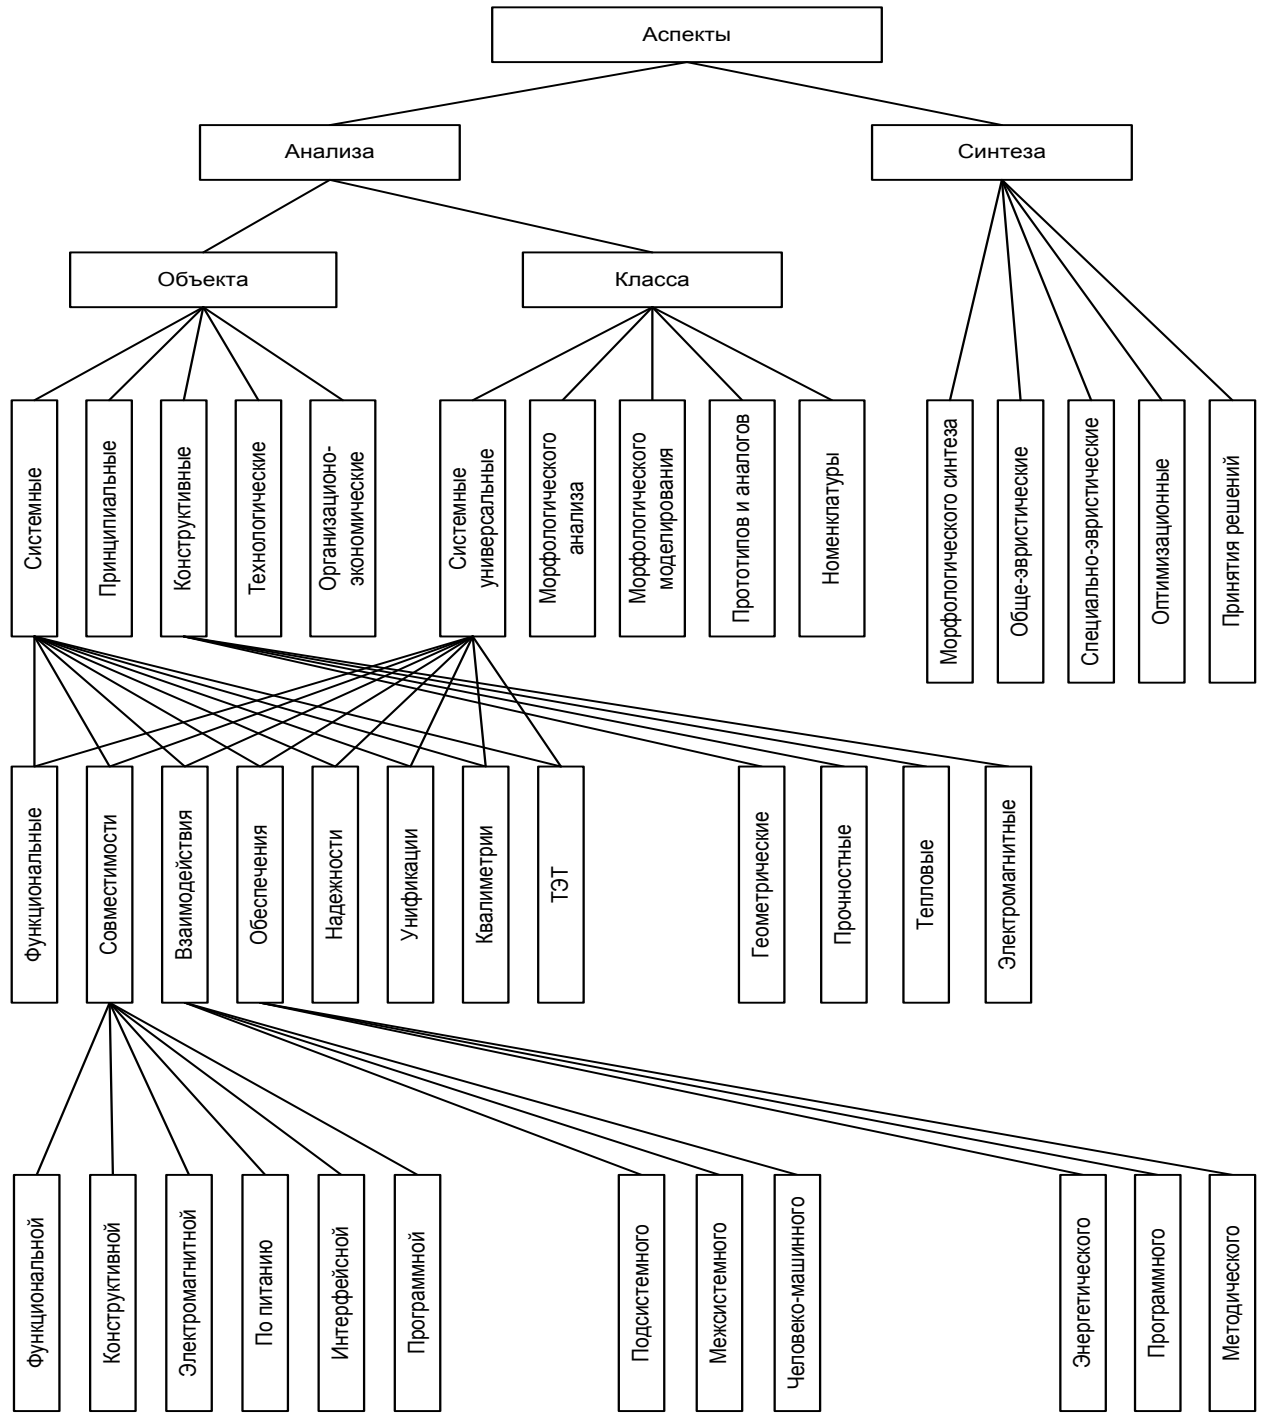 Аспекты
Анализа
Синтеза
Объекта
Класса
Системные
Принципиальные
Конструктивные
Технологические
Организационо-
экономические
Системные
универсальные
Морфологического
анализа
Морфологического
моделирования
Прототипов и аналогов
Номенклатуры
Морфологического синтеза
Обще-эвристические
Специально-эвристические
Оптимизационные
Принятия решений
Функциональные
Совместимости
Взаимодействия
Обеспечения
Надежности
Унификации
Квалиметрии
ТЭТ
Геометрические
Прочностные
Тепловые
Электромагнитные
Функциональной
Конструктивной
Электромагнитной
По питанию
Интерфейсной
Программной
Подсистемного
Межсистемного
Человеко-машинного
Энергетического
Программного
Методического